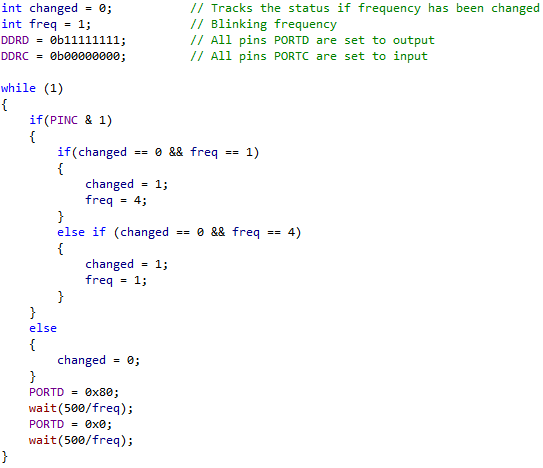 int changed = 0;           // Tracks the status if frequency has been changed
int freq = 1;              // Blinking frequency
DDRD = 0b11111111;         // All pins PORTD are set to output
DDRC = 0b00000000;         // All pins PORTC are set to input

while (1)
{
    if(PINC & 1)
    {
        if(changed == 0 && freq == 1)
        {
            changed = 1;
            freq = 4;
        }
        else if (changed == 0 && freq == 4)
        {
            changed = 1;
            freq = 1;
        }
    }
    else
    {
        changed = 0;
    }
    PORTD = 0x80;
    wait(500/freq);
    PORTD = 0x0;
    wait(500/freq);
}